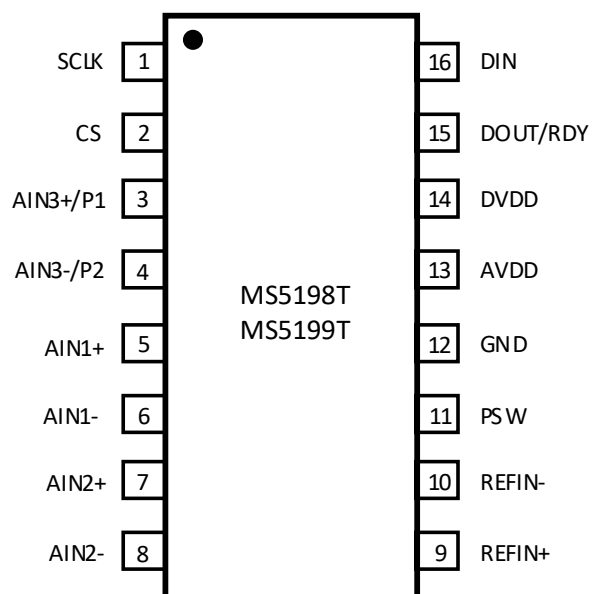 SCLK 1 16 DIN
CS 2 15 DOUT/RDY
AIN3+/P1 3 14 DVDD
AIN3-/P2 4 13 AVDD
MS5198T
MS5199T
AIN1+ 5 12 GND
AIN1- 6 11 PSW
AIN2+ 7 10 REFIN-
AIN2- 8 9 REFIN+